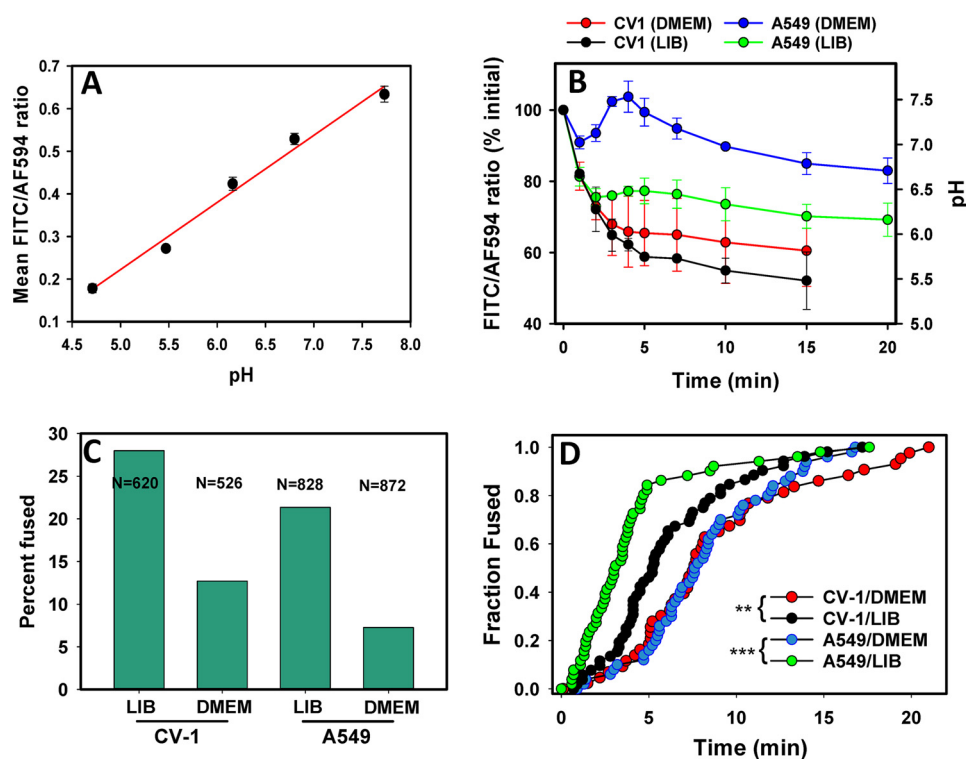 A
Mean FITC/AF594 ratio
0.7
0.6
0.5
0.4
0.3
0.2
0.1
4.5 5.0 5.5 6.0 6.5 7.0 7.5 8.0
pH
CV1 (DMEM)
A549 (DMEM)
CV1 (LIB)
A549 (LIB)
B
FITC/AF594 ratio (% initial)
100
80
60
40
7.5
7.0
6.5
6.0
5.5
5.0
pH
0 5 10 15 20
Time (min)
C
Percent fused
30
25
20
15
10
5
0
N=620 N=526 N=828 N=872
LIB DMEM LIB DMEM
CV-1 A549
D
Fraction Fused
1.0
0.8
0.6
0.4
0.2
0.0
CV-1/DMEM
**
CV-1/LIB
A549/DMEM
***
A549/LIB
0 5 10 15 20
Time (min)